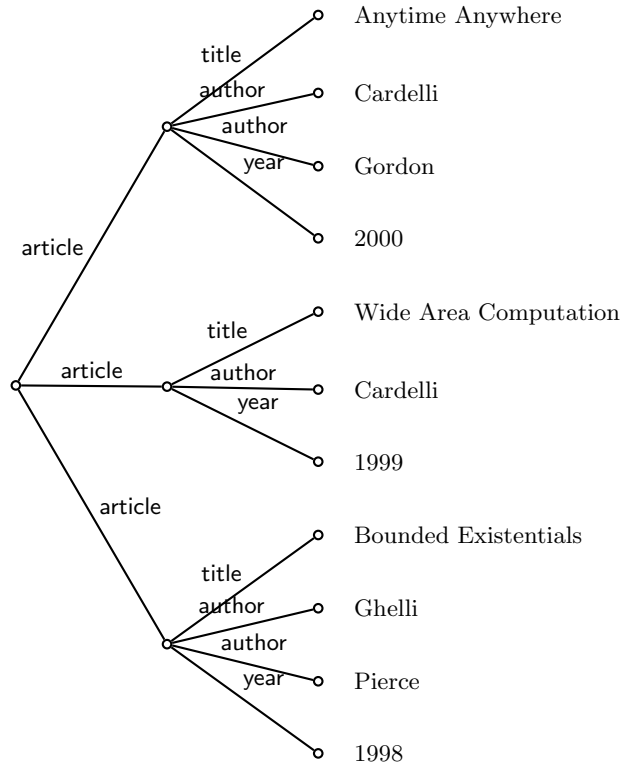 Anytime Anywhere
title
author
Cardelli
author
year
Gordon
2000
article
Wide Area Computation
title
article
author
Cardelli
year
1999
article
Bounded Existentials
title
author
Ghelli
author
year
Pierce
1998